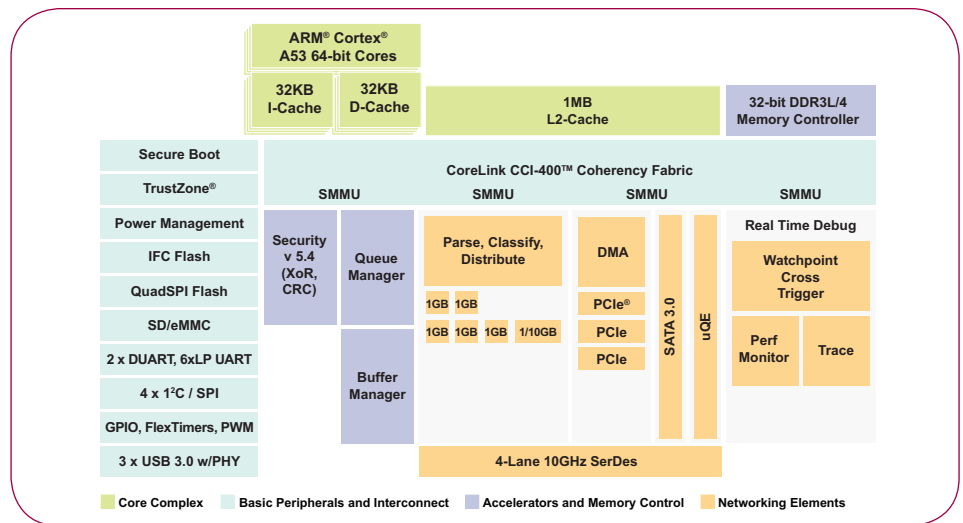 ARM® Cortex®
A53 64-bit Cores
32KB
I-Cache
32KB
D-Cache
1MB
L2-Cache
32-bit DDR3L/4
Memory Controller
Secure Boot
TrustZone®
Power Management
IFC Flash
QuadSPI Flash
SD/eMMC
2 x DUART, 6xLP UART
4 x 1²C / SPI
GPIO, FlexTimers, PWM
3 x USB 3.0 w/PHY
CoreLink CCI-400™ Coherency Fabric
SMMU
SMMU
SMMU
SMMU
Security
v 5.4
(XoR,
CRC)
Queue
Manager
Buffer
Manager
Parse, Classify,
Distribute
1GB
1GB
1GB
1GB
1GB
1/10GB
DMA
PCIe®
PCIe
PCIe
SATA 3.0
uQE
Real Time Debug
Watchpoint
Cross
Trigger
Perf
Monitor
Trace
4-Lane 10GHz SerDes
Core Complex
Basic Peripherals and Interconnect
Accelerators and Memory Control
Networking Elements